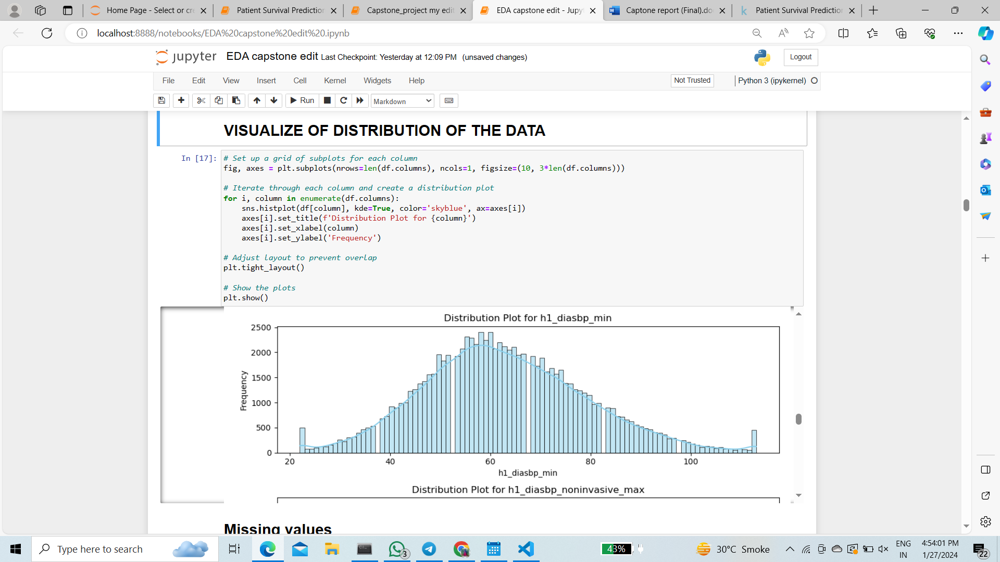 Home Page - Select or cre
Patient Survival Prediction
Capstone_project my edit
EDA capstone edit - Jupyt
Captone report (Final).do
Patient Survival Prediction
localhost:8888/notebooks/EDA%20capstone%20edit%20.ipynb
jupyter EDA capstone edit Last Checkpoint: Yesterday at 12:09 PM (unsaved changes)
Logout
File Edit View Insert Cell Kernel Widgets Help
Not Trusted
Python 3 (ipykernel)
Run
Markdown
VISUALIZE OF DISTRIBUTION OF THE DATA
In [17]:
# Set up a grid of subplots for each column
fig, axes = plt.subplots(nrows=len(df.columns), ncols=1, figsize=(10, 3*len(df.columns)))
# Iterate through each column and create a distribution plot
for i, column in enumerate(df.columns):
    sns.histplot(df[column], kde=True, color='skyblue', ax=axes[i])
    axes[i].set_title(f'Distribution Plot for {column}')
    axes[i].set_xlabel(column)
    axes[i].set_ylabel('Frequency')
# Adjust layout to prevent overlap
plt.tight_layout()
# Show the plots
plt.show()
Distribution Plot for h1_diasbp_min
2500
2000
1500
1000
500
0
Frequency
20 40 60 80 100
h1_diasbp_min
Distribution Plot for h1_diasbp_noninvasive_max
Missing values
Type here to search
3
43%
30°C Smoke
ENG
IN
4:54:01 PM
1/27/2024
22